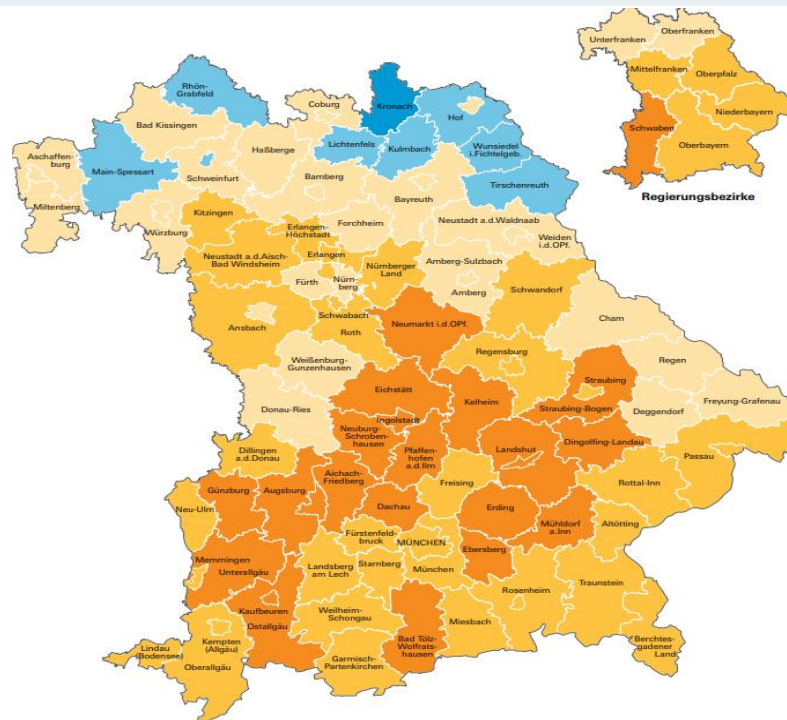 Unterfranken
Oberfranken
Mittelfranken
Oberpfalz
Niederbayern
Schwaben
Oberbayern
Regierungsbezirke
Rhön-
Grabfeld
Coburg
Kronach
Hof
Bad Kissingen
Lichtenfels
Kulmbach
Wunsiedel
i.Fichtelgeb.
Haßberge
Aschaffen-
burg
Main-Spessart
Schweinfurt
Bamberg
Tirschenreuth
Bayreuth
Miltenberg
Kitzingen
Würzburg
Forchheim
Neustadt a.d.Waldnaab
Erlangen-
Höchstadt
Weiden
i.d.OPf.
Neustadt a.d.Aisch-
Bad Windsheim
Erlangen
Nürnberger
Land
Amberg-Sulzbach
Fürth
Nürn-
berg
Amberg
Schwandorf
Schwabach
Ansbach
Roth
Neumarkt i.d.OPf.
Cham
Regensburg
Weißenburg-
Gunzenhausen
Regen
Eichstätt
Straubing
Kelheim
Freyung-Grafenau
Donau-Ries
Straubing-Bogen
Deggendorf
Ingolstadt
Neuburg-
Schroben-
hausen
Dingolfing-Landau
Landshut
Pfaffen-
hofen
a.d.Ilm
Dillingen
a.d.Donau
Passau
Aichach-
Friedberg
Rottal-Inn
Günzburg
Augsburg
Freising
Neu-Ulm
Dachau
Erding
Mühldorf
a.Inn
Altötting
Fürstenfeld-
bruck
MÜNCHEN
Ebersberg
Memmingen
Unterallgäu
Landsberg
am Lech
Starnberg
München
Traunstein
Rosenheim
Kaufbeuren
Ostallgäu
Weilheim-
Schongau
Miesbach
Bad Tölz-
Wolfrats-
hausen
Berchtes-
gadener
Land
Lindau
(Bodensee)
Kempten
(Allgäu)
Oberallgäu
Garmisch-
Partenkirchen